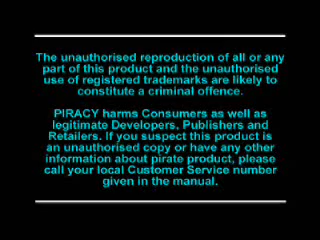 The unauthorised reproduction of all or any
part of this product and the unauthorised
use of registered trademarks are likely to
constitute a criminal offence.
PIRACY harms Consumers as well as
legitimate Developers, Publishers and
Retailers. If you suspect this product is
an unauthorised copy or have any other
information about pirate product, please
call your local Customer Service number
given in the manual.